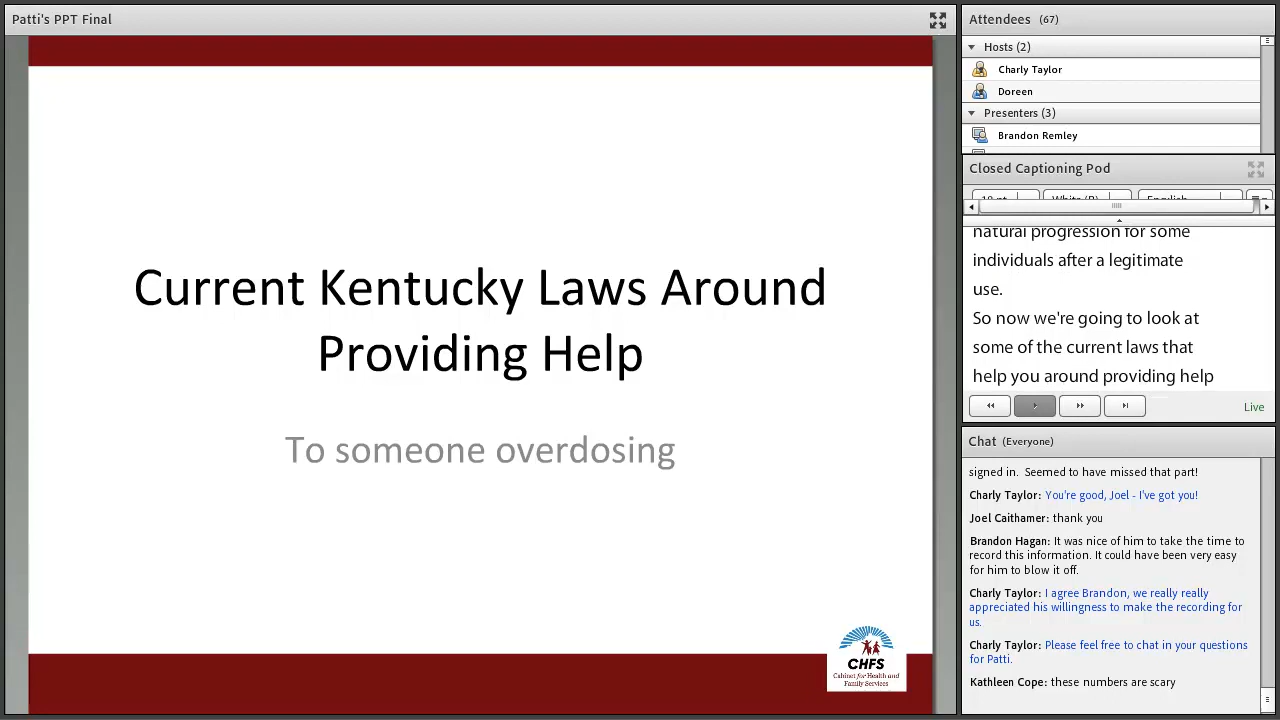 Patti's PPT Final
Current Kentucky Laws Around
Providing Help
To someone overdosing
CHFS
Cabinet for Health and
Family Services
Attendees (67)
Hosts (2)
Charly Taylor
Doreen
Presenters (3)
Brandon Remley
Closed Captioning Pod
natural progression for some
individuals after a legitimate
use.
So now we're going to look at
some of the current laws that
help you around providing help
Live
Chat (Everyone)
signed in. Seemed to have missed that part!
Charly Taylor: You're good, Joel - I've got you!
Joel Caithamer: thank you
Brandon Hagan: It was nice of him to take the time to
record this information. It could have been very easy
for him to blow it off.
Charly Taylor: I agree Brandon, we really really
appreciated his willingness to make the recording for
us.
Charly Taylor: Please feel free to chat in your questions
for Patti.
Kathleen Cope: these numbers are scary